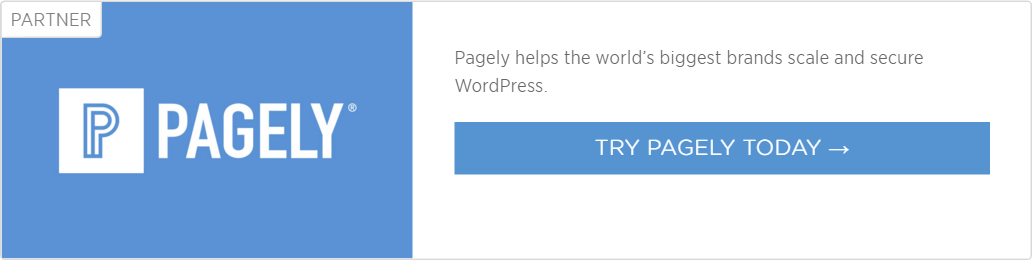 PARTNER
P PAGELY®
Pagely helps the world’s biggest brands scale and secure
WordPress.
TRY PAGELY TODAY →